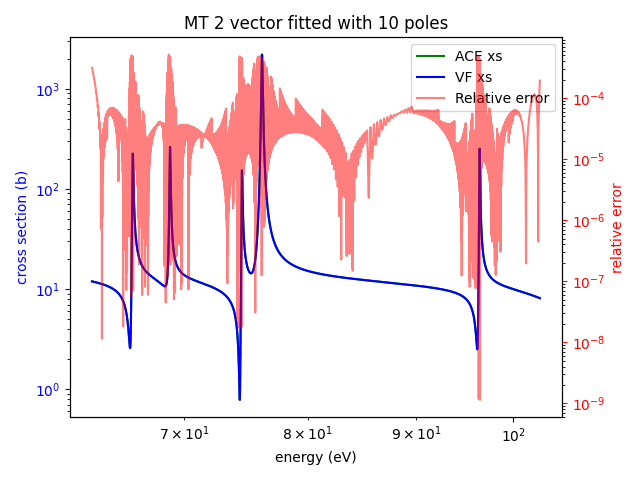 MT 2 vector fitted with 10 poles
ACE xs
VF xs
Relative error
cross section (b)
10³
10²
10¹
10⁰
10⁻⁴
10⁻⁵
10⁻⁶
10⁻⁷
10⁻⁸
10⁻⁹
relative error
7 × 10¹
8 × 10¹
9 × 10¹
10²
energy (eV)